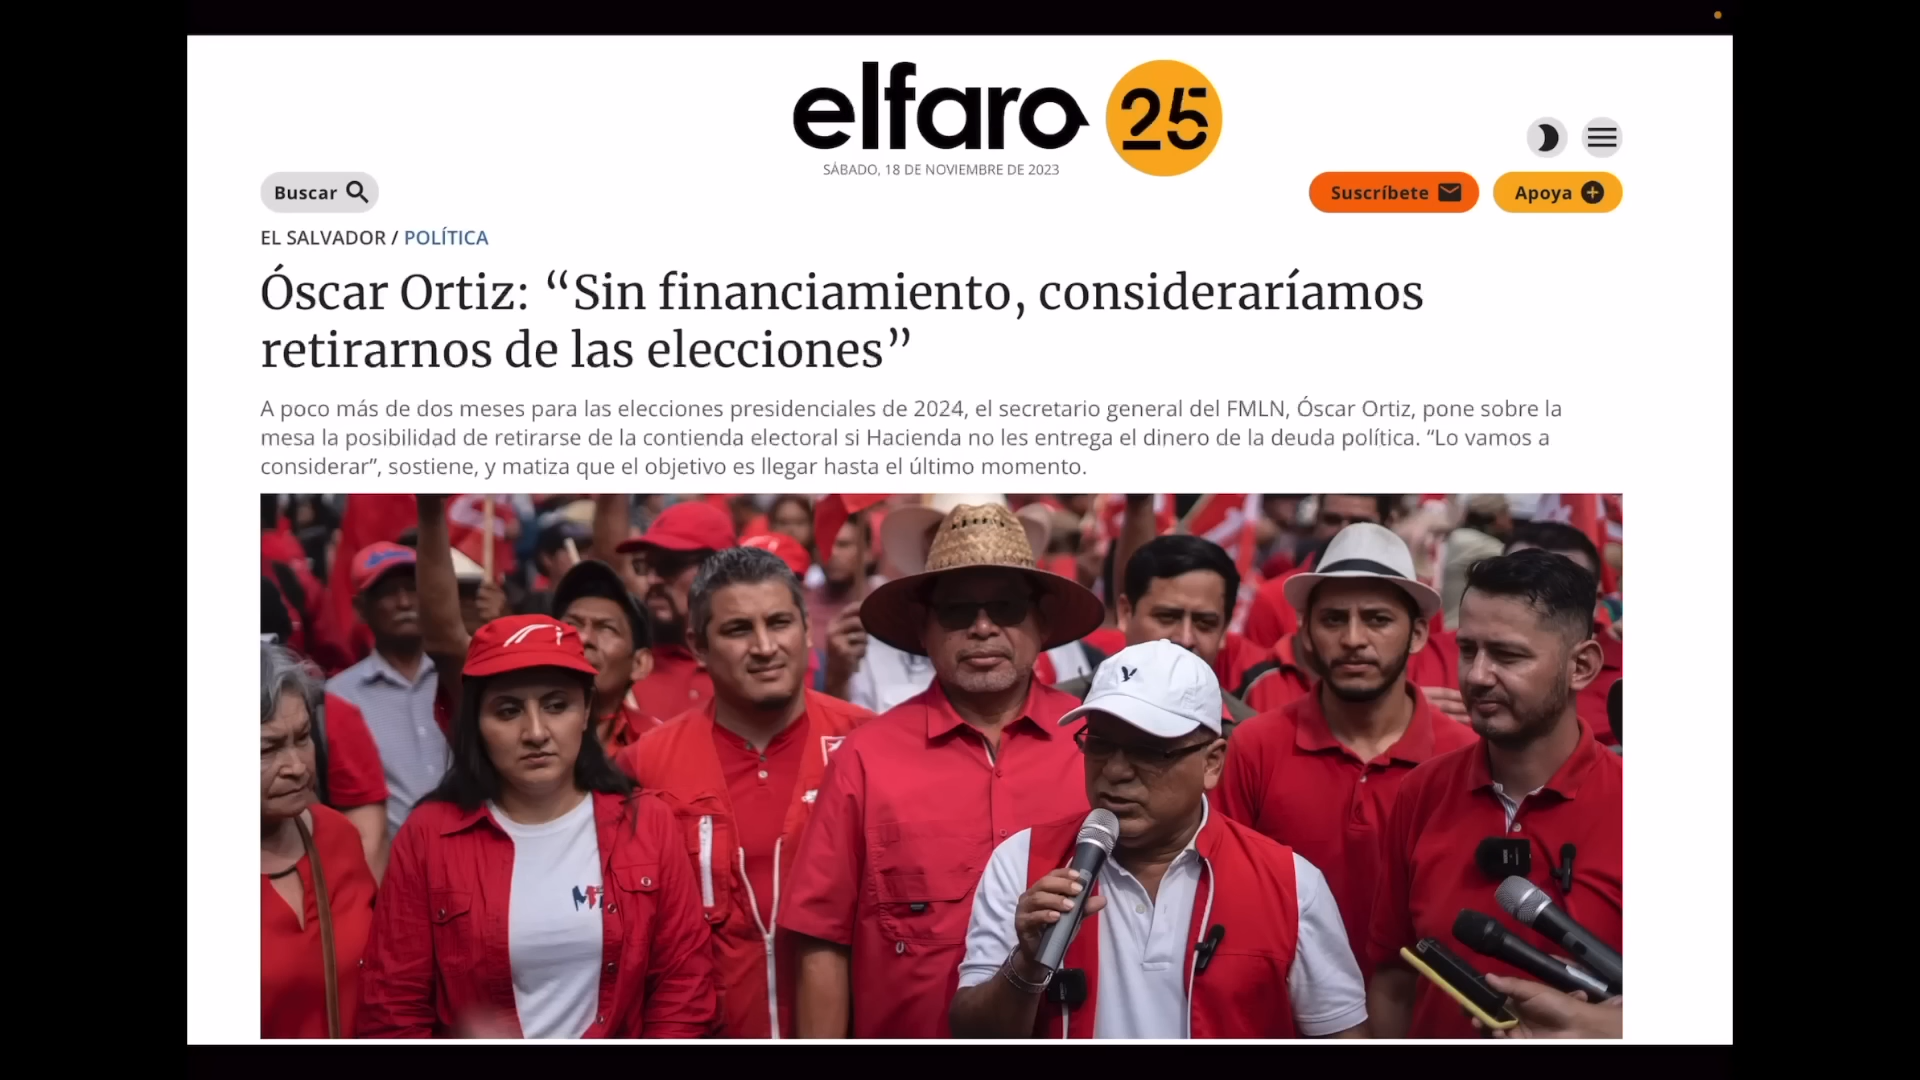 elfaro 25
SÁBADO, 18 DE NOVIEMBRE DE 2023
Buscar
Suscríbete
Apoya
EL SALVADOR / POLÍTICA
Óscar Ortiz: “Sin financiamiento, consideraríamos
retirarnos de las elecciones”
A poco más de dos meses para las elecciones presidenciales de 2024, el secretario general del FMLN, Óscar Ortiz, pone sobre la
mesa la posibilidad de retirarse de la contienda electoral si Hacienda no les entrega el dinero de la deuda política. “Lo vamos a
considerar”, sostiene, y matiza que el objetivo es llegar hasta el último momento.